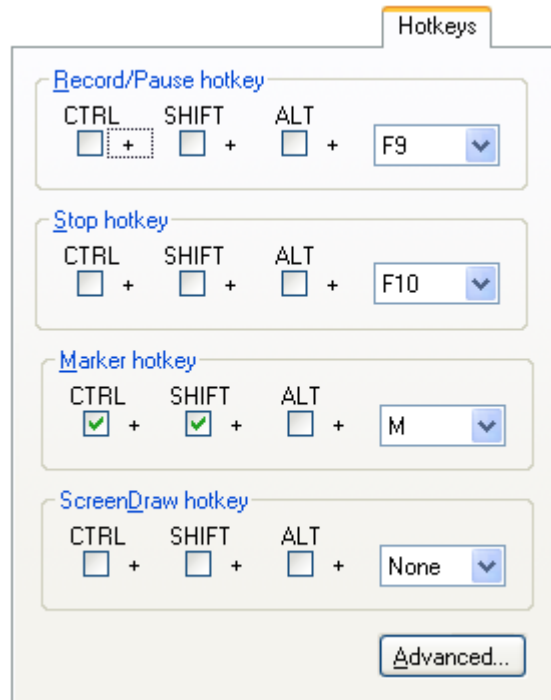 Hotkeys
Record/Pause hotkey
CTRL SHIFT ALT
+ + + F9
Stop hotkey
CTRL SHIFT ALT
+ + + F10
Marker hotkey
CTRL SHIFT ALT
+ + + M
ScreenDraw hotkey
CTRL SHIFT ALT
+ + + None
Advanced...